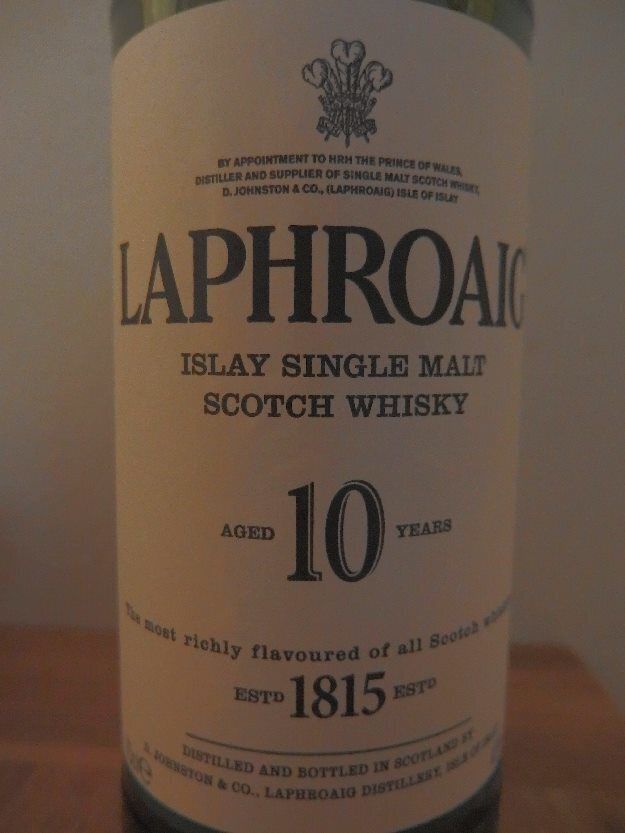 BY APPOINTMENT TO HRH THE PRINCE OF WALES,
DISTILLER AND SUPPLIER OF SINGLE MALT SCOTCH WHISKY,
D. JOHNSTON & CO., (LAPHROAIG) ISLE OF ISLAY
LAPHROAIG
ISLAY SINGLE MALT
SCOTCH WHISKY
AGED 10 YEARS
The most richly flavoured of all Scotch
ESTD 1815 ESTD
DISTILLED AND BOTTLED IN SCOTLAND BY
D. JOHNSTON & CO., LAPHROAIG DISTILLERY, ISLE OF